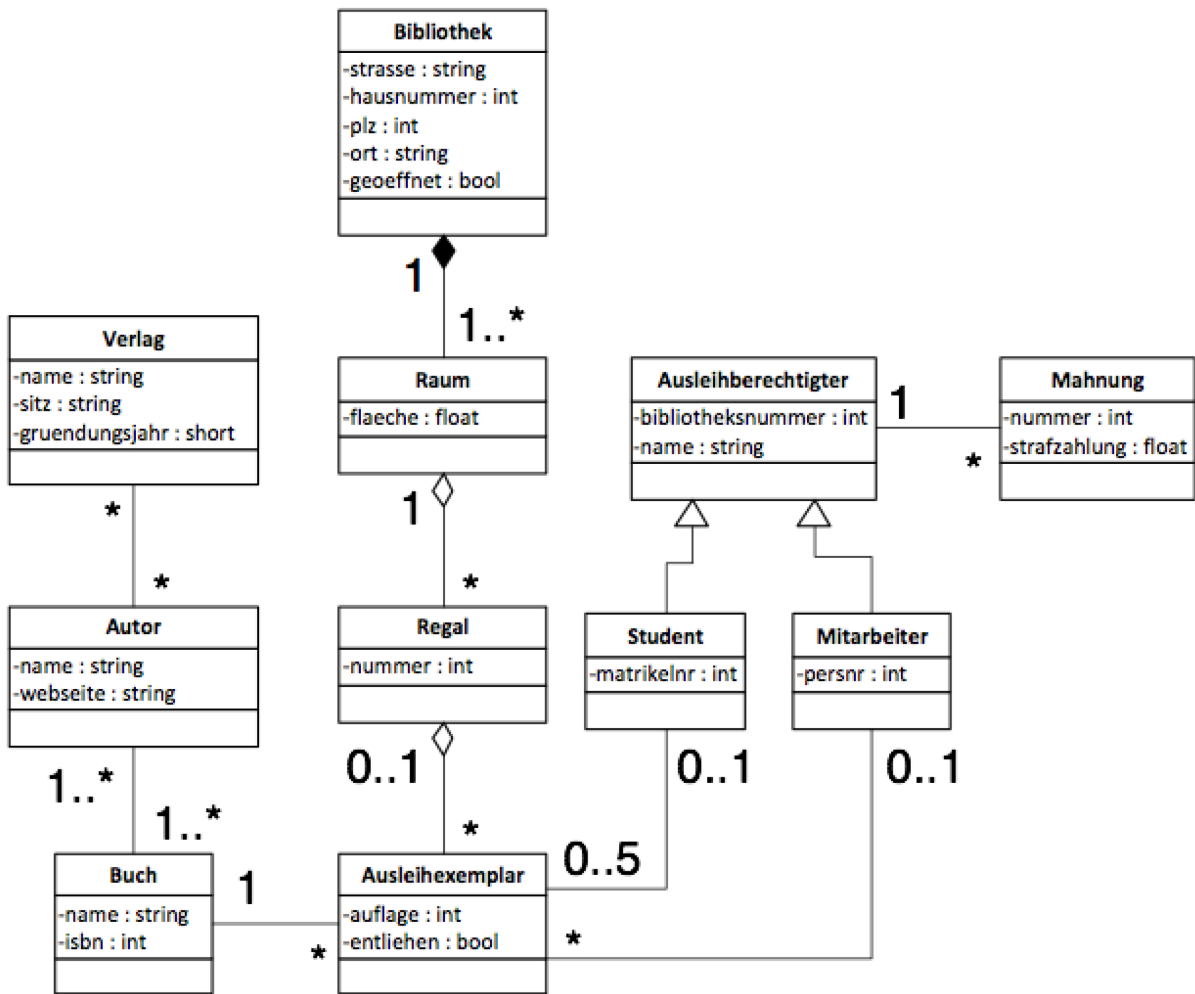 Bibliothek
-strasse : string
-hausnummer : int
-plz : int
-ort : string
-geoeffnet : bool
1
1..*
Verlag
-name : string
-sitz : string
-gruendungsjahr : short
*
*
Raum
-flaeche : float
1
*
Ausleihberechtigter
-bibliotheksnummer : int
-name : string
1
*
Mahnung
-nummer : int
-strafzahlung : float
Autor
-name : string
-webseite : string
1..*
1..*
Regal
-nummer : int
0..1
*
Student
-matrikelnr : int
0..1
0..5
Mitarbeiter
-persnr : int
0..1
*
Buch
-name : string
-isbn : int
1
*
Ausleihexemplar
-auflage : int
-entliehen : bool